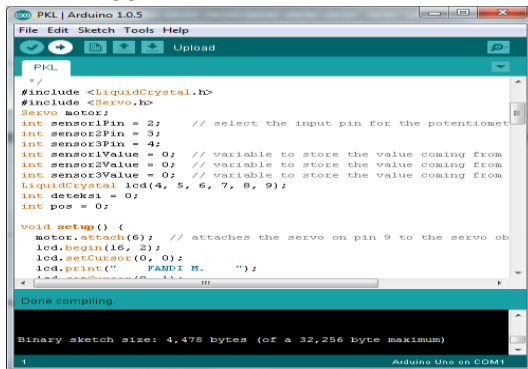 PKL | Arduino 1.0.5
File Edit Sketch Tools Help
Upload
PKL
*/
#include <LiquidCrystal.h>
#include <Servo.h>
Servo motor;
int sensor1Pin = 2;    // select the input pin for the potentiomet
int sensor2Pin = 3;
int sensor3Pin = 4;
int sensor1Value = 0;  // variable to store the value coming from
int sensor2Value = 0;  // variable to store the value coming from
int sensor3Value = 0;  // variable to store the value coming from
LiquidCrystal lcd(4, 5, 6, 7, 8, 9);
int deteksi = 0;
int pos = 0;
void setup() {
motor.attach(6);  // attaches the servo on pin 9 to the servo ob
lcd.begin(16, 2);
lcd.setCursor(0, 0);
lcd.print("    FANDI M.    ");
Done compiling.
Binary sketch size: 4,478 bytes (of a 32,256 byte maximum)
1
Arduino Uno on COM1